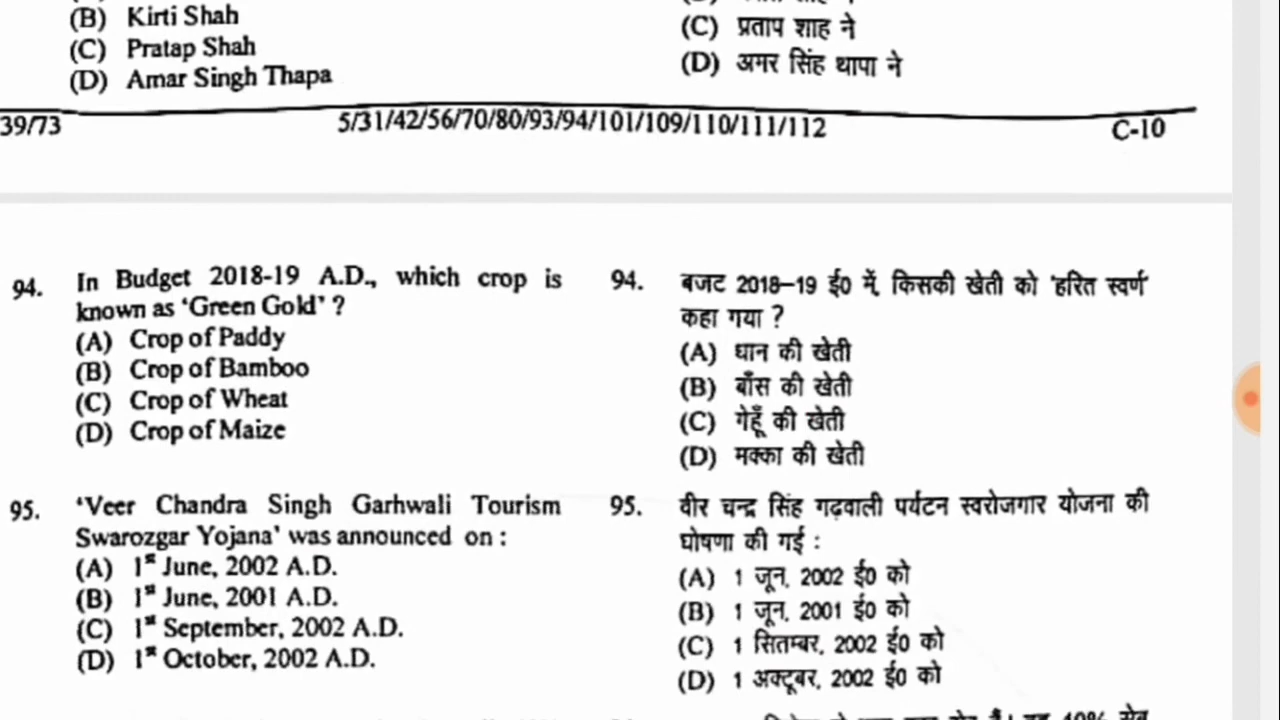 (B) Kirti Shah
(C) Pratap Shah
(D) Amar Singh Thapa
(C) प्रताप शाह ने
(D) अमर सिंह थापा ने
39/73 5/31/42/56/70/80/93/94/101/109/110/111/112 C-10
94. In Budget 2018-19 A.D., which crop is
known as ‘Green Gold’ ?
(A) Crop of Paddy
(B) Crop of Bamboo
(C) Crop of Wheat
(D) Crop of Maize
94. बजट 2018–19 ई0 में, किसकी खेती को 'हरित स्वर्ण'
कहा गया ?
(A) धान की खेती
(B) बाँस की खेती
(C) गेहूँ की खेती
(D) मक्का की खेती
95. ‘Veer Chandra Singh Garhwali Tourism
Swarozgar Yojana’ was announced on :
(A) 1st June, 2002 A.D.
(B) 1st June, 2001 A.D.
(C) 1st September, 2002 A.D.
(D) 1st October, 2002 A.D.
95. वीर चन्द्र सिंह गढ़वाली पर्यटन स्वरोजगार योजना की
घोषणा की गई :
(A) 1 जून, 2002 ई0 को
(B) 1 जून, 2001 ई0 को
(C) 1 सितम्बर, 2002 ई0 को
(D) 1 अक्टूबर, 2002 ई0 को